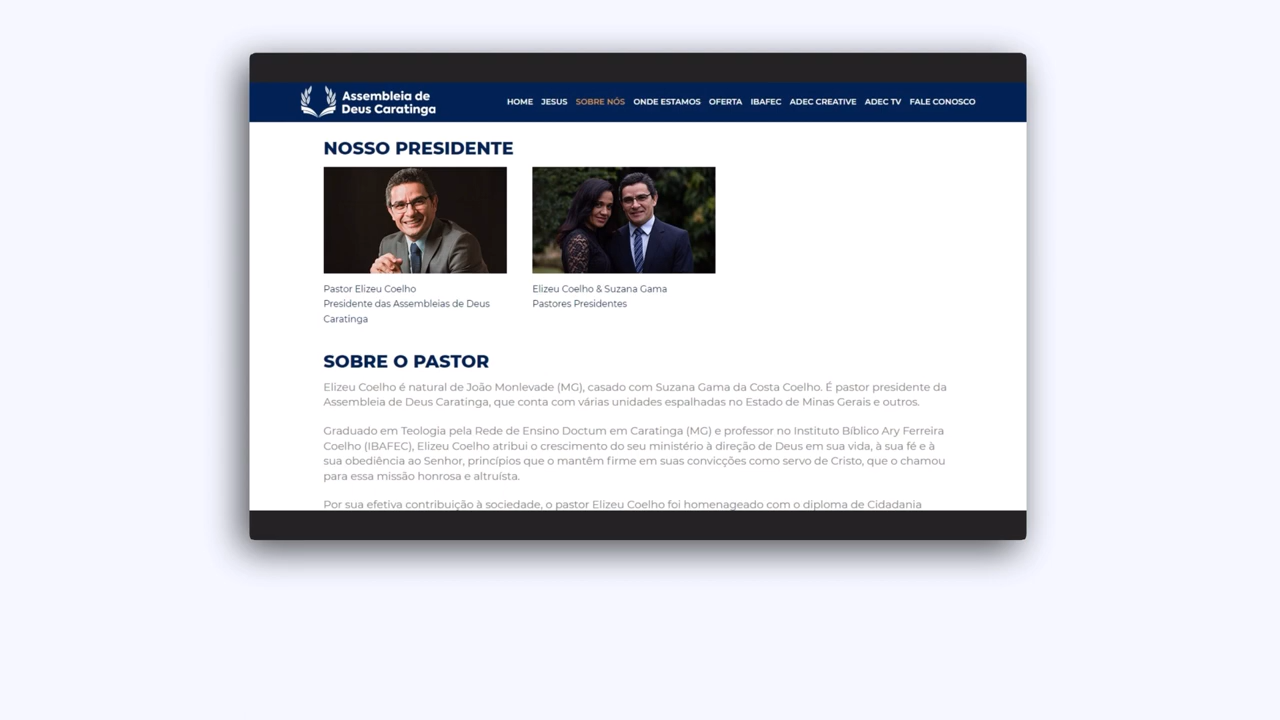 Assembleia de
Deus Caratinga
HOME JESUS SOBRE NÓS ONDE ESTAMOS OFERTA IBAFEC ADEC CREATIVE ADEC TV FALE CONOSCO
NOSSO PRESIDENTE
Pastor Elizeu Coelho
Presidente das Assembleias de Deus
Caratinga
Elizeu Coelho & Suzana Gama
Pastores Presidentes
SOBRE O PASTOR
Elizeu Coelho é natural de João Monlevade (MG), casado com Suzana Gama da Costa Coelho. É pastor presidente da
Assembleia de Deus Caratinga, que conta com várias unidades espalhadas no Estado de Minas Gerais e outros.
Graduado em Teologia pela Rede de Ensino Doctum em Caratinga (MG) e professor no Instituto Bíblico Ary Ferreira
Coelho (IBAFEC), Elizeu Coelho atribui o crescimento do seu ministério à direção de Deus em sua vida, à sua fé e à
sua obediência ao Senhor, princípios que o mantêm firme em suas convicções como servo de Cristo, que o chamou
para essa missão honrosa e altruísta.
Por sua efetiva contribuição à sociedade, o pastor Elizeu Coelho foi homenageado com o diploma de Cidadania